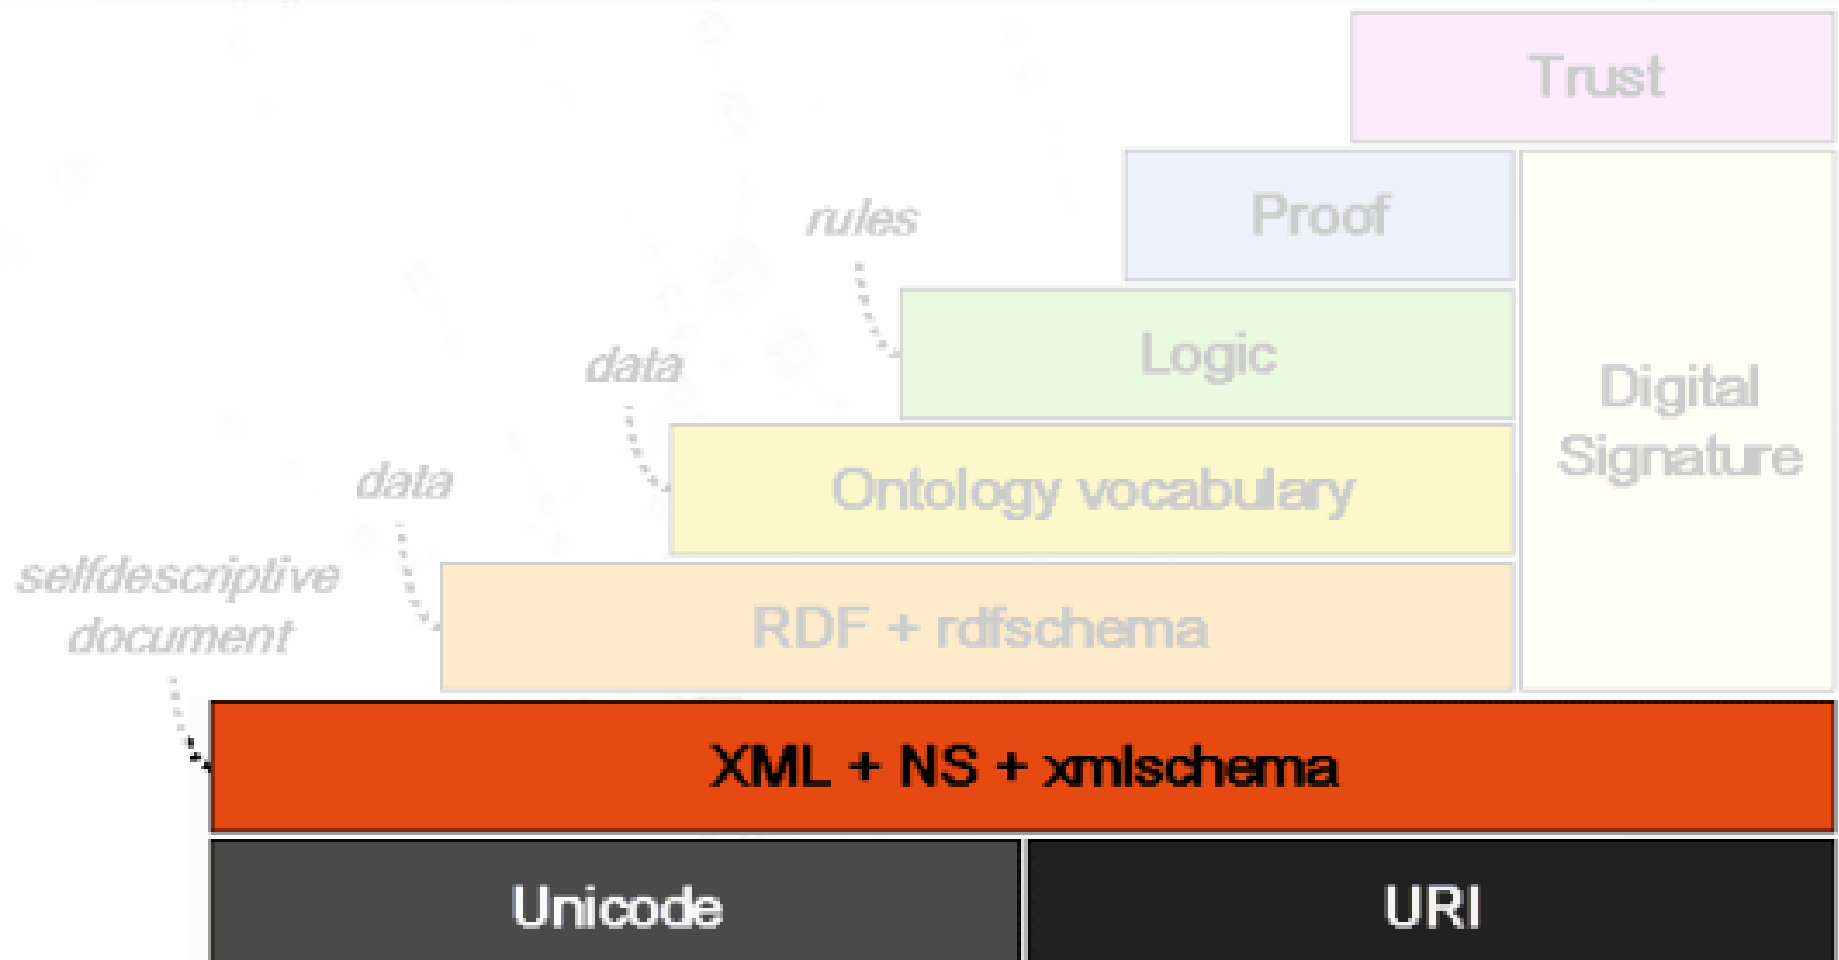 Trust
Proof
rules
Logic
data
Digital
Signature
Ontology vocabulary
data
selfdescriptive
document
RDF + rdfschema
XML + NS + xmlschema
Unicode
URI